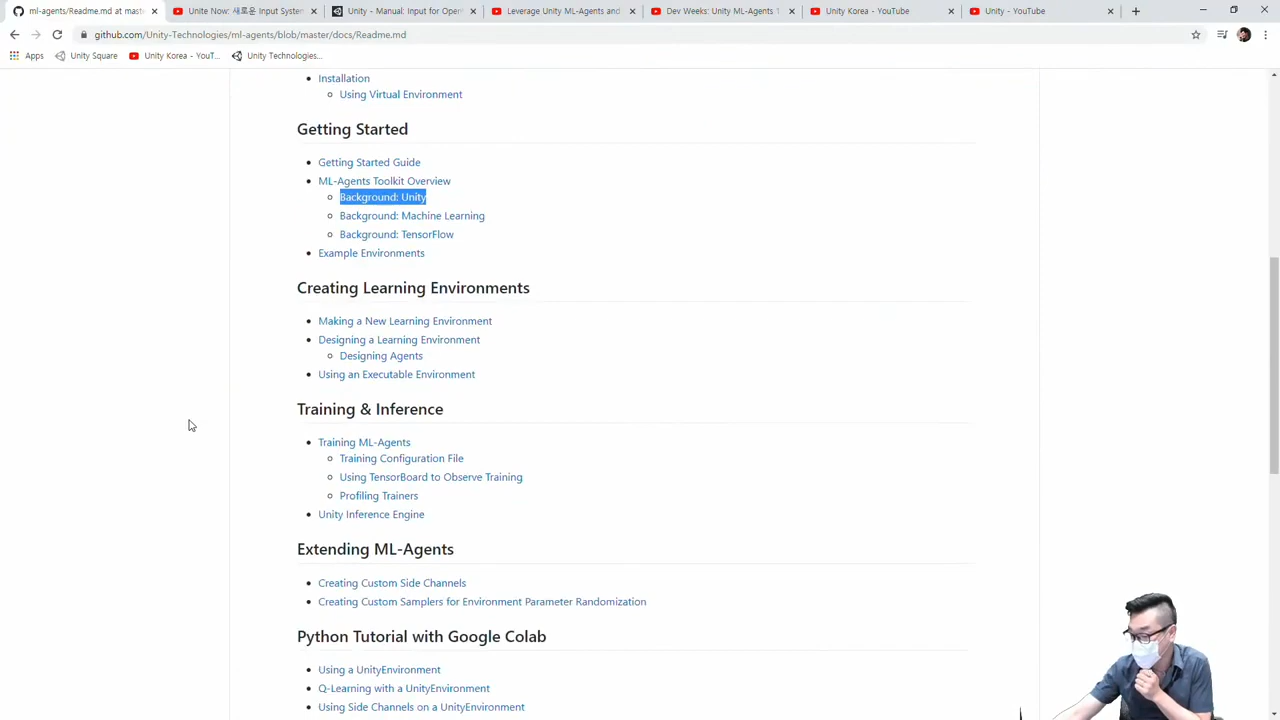 ml-agents/Readme.md at maste
Unite Now: 새로운 Input System
Unity - Manual: Input for Open
Leverage Unity ML-Agents and
Dev Weeks: Unity ML-Agents 1
Unity Korea - YouTube
Unity - YouTube
github.com/Unity-Technologies/ml-agents/blob/master/docs/Readme.md
Apps
Unity Square
Unity Korea - YouT...
Unity Technologies...
Installation
Using Virtual Environment
Getting Started
Getting Started Guide
ML-Agents Toolkit Overview
Background: Unity
Background: Machine Learning
Background: TensorFlow
Example Environments
Creating Learning Environments
Making a New Learning Environment
Designing a Learning Environment
Designing Agents
Using an Executable Environment
Training & Inference
Training ML-Agents
Training Configuration File
Using TensorBoard to Observe Training
Profiling Trainers
Unity Inference Engine
Extending ML-Agents
Creating Custom Side Channels
Creating Custom Samplers for Environment Parameter Randomization
Python Tutorial with Google Colab
Using a UnityEnvironment
Q-Learning with a UnityEnvironment
Using Side Channels on a UnityEnvironment